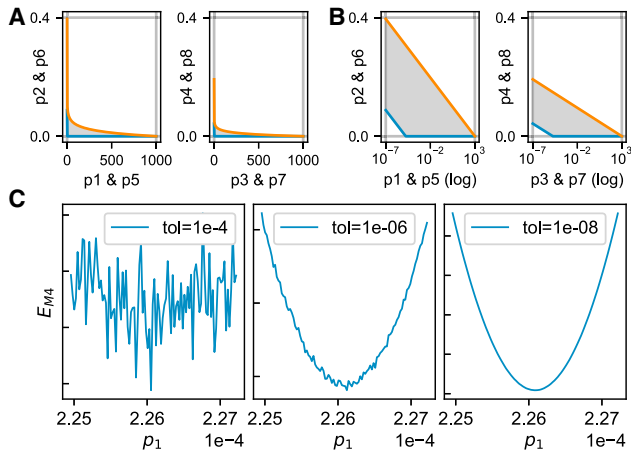 A
B
0.4
0.0
p2 & p6
0 500 1000
p1 & p5
0.4
0.0
p4 & p8
0 500 1000
p3 & p7
0.4
0.0
p2 & p6
10⁻⁷ 10⁻² 10³
p1 & p5 (log)
0.4
0.0
p4 & p8
10⁻⁷ 10⁻² 10³
p3 & p7 (log)
C
E_M4
tol=1e-4
tol=1e-06
tol=1e-08
2.25 2.26 2.27
1e-4
p₁
2.25 2.26 2.27
1e-4
p₁
2.25 2.26 2.27
1e-4
p₁